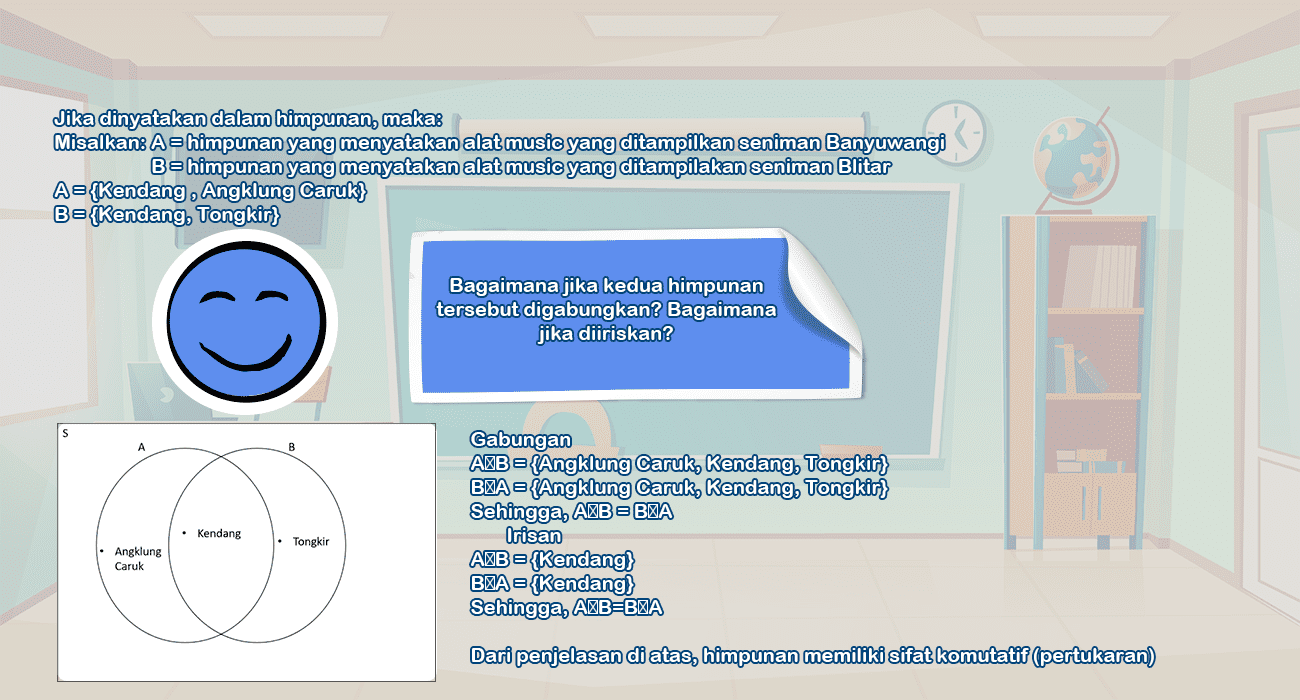 Jika dinyatakan dalam himpunan, maka:
Misalkan: A = himpunan yang menyatakan alat music yang ditampilkan seniman Banyuwangi
B = himpunan yang menyatakan alat music yang ditampilakan seniman Blitar
A = {Kendang , Angklung Caruk}
B = {Kendang, Tongkir}
Bagaimana jika kedua himpunan
tersebut digabungkan? Bagaimana
jika diiriskan?
S
A
B
• Angklung
Caruk
• Kendang
• Tongkir
Gabungan
A▯B = {Angklung Caruk, Kendang, Tongkir}
B▯A = {Angklung Caruk, Kendang, Tongkir}
Sehingga, A▯B = B▯A
Irisan
A▯B = {Kendang}
B▯A = {Kendang}
Sehingga, A▯B=B▯A
Dari penjelasan di atas, himpunan memiliki sifat komutatif (pertukaran)